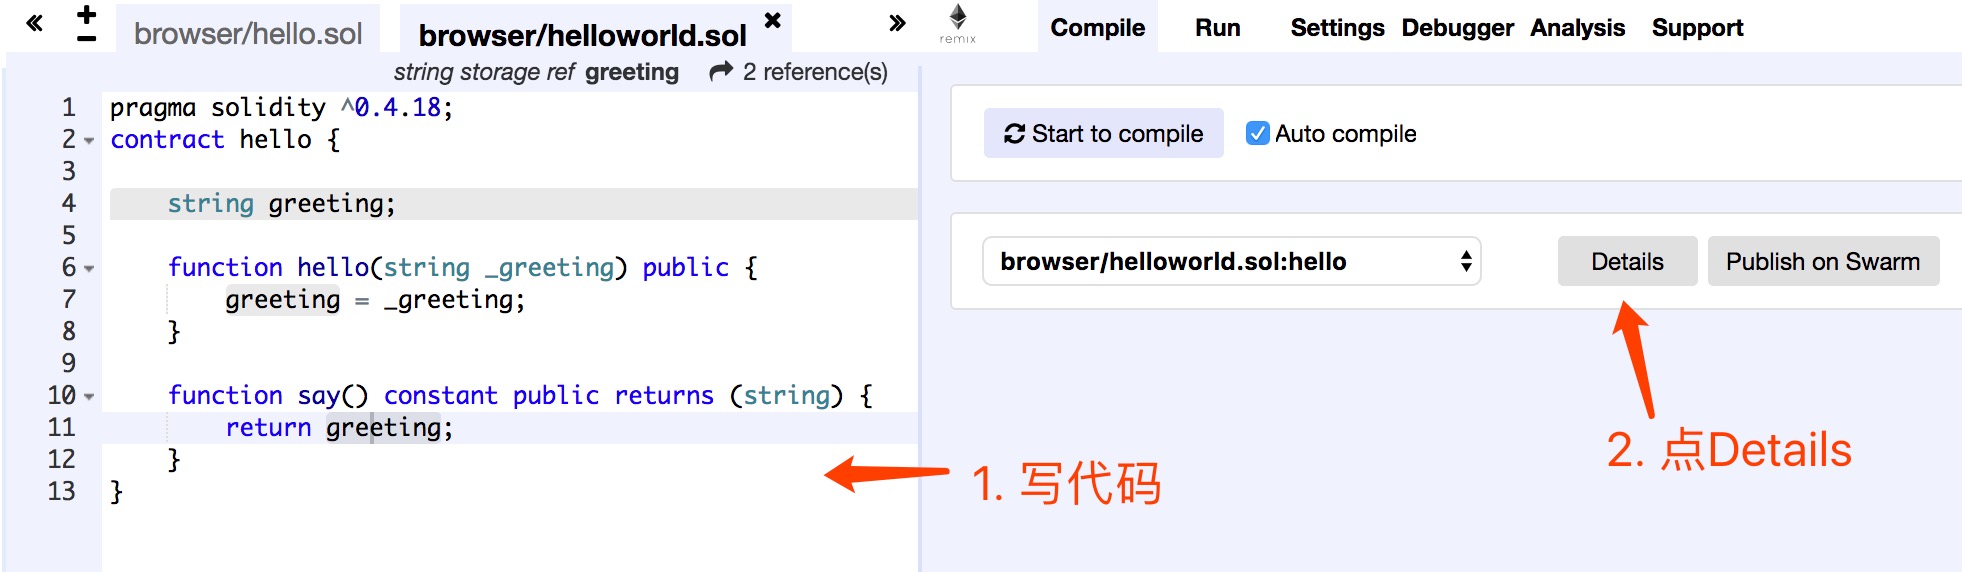 « + browser/hello.sol browser/helloworld.sol × » Compile Run Settings Debugger Analysis Support
−
remix
string storage ref greeting 2 reference(s)
1 pragma solidity ^0.4.18;
2 contract hello {
3
4 string greeting;
5
6 function hello(string _greeting) public {
7 greeting = _greeting;
8 }
9
10 function say() constant public returns (string) {
11 return greeting;
12 }
13 }
Start to compile Auto compile
browser/helloworld.sol:hello Details Publish on Swarm
2. 点Details
1. 写代码